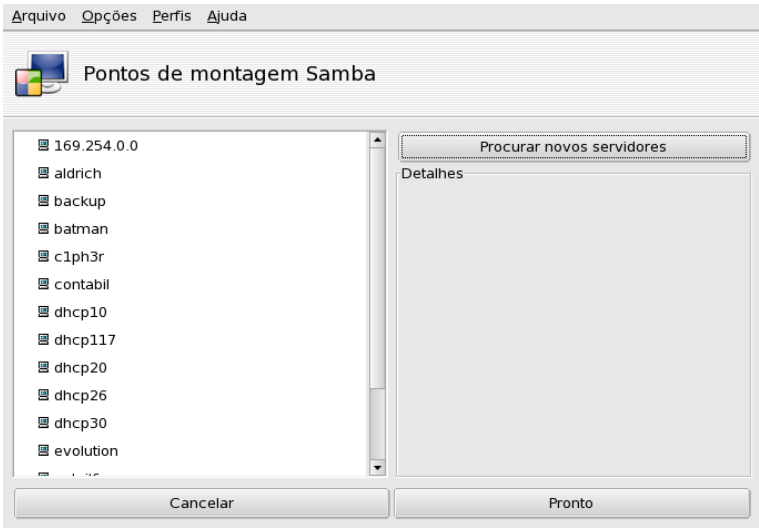 Arquivo Opções Perfis Ajuda
Pontos de montagem Samba
169.254.0.0
aldrich
backup
batman
c1ph3r
contabil
dhcp10
dhcp117
dhcp20
dhcp26
dhcp30
evolution
Procurar novos servidores
Detalhes
Cancelar
Pronto